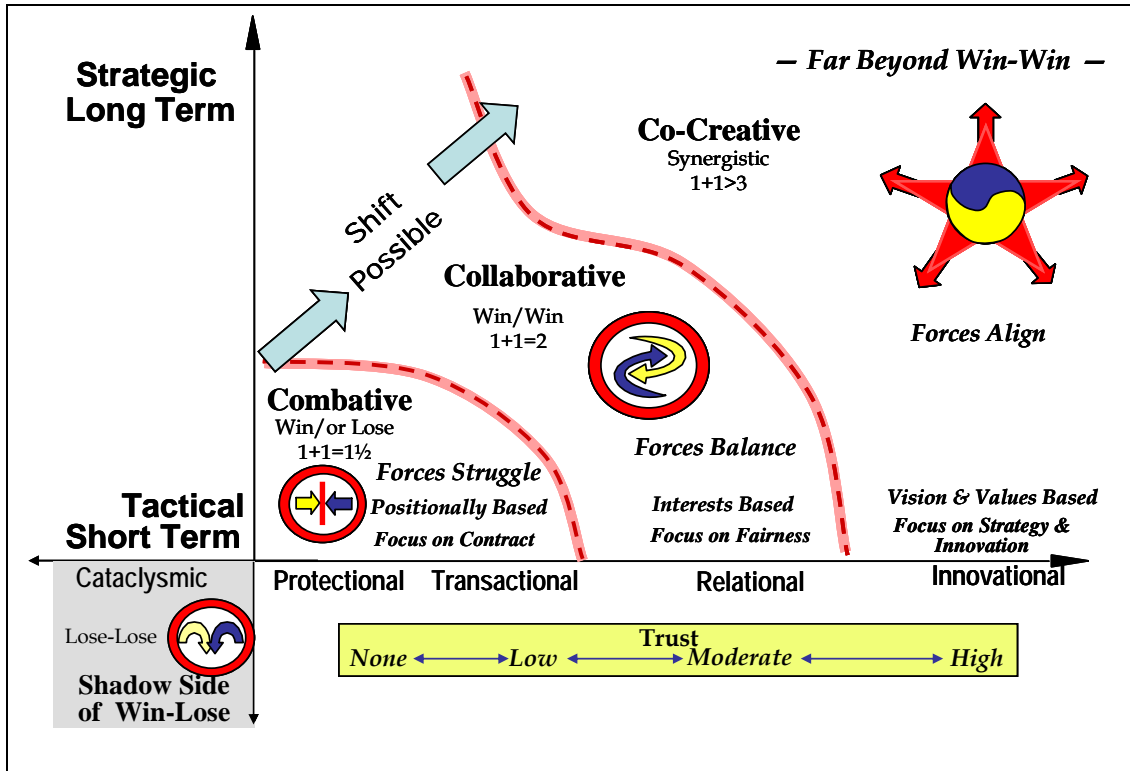 Strategic
Long Term
— Far Beyond Win-Win —
Co-Creative
Synergistic
1+1>3
Shift
Possible
Collaborative
Win/Win
1+1=2
Forces Align
Combative
Win/or Lose
1+1=1½
Forces Struggle
Positionally Based
Focus on Contract
Forces Balance
Interests Based
Focus on Fairness
Vision & Values Based
Focus on Strategy &
Innovation
Tactical
Short Term
Cataclysmic
Protectional
Transactional
Relational
Innovational
Lose-Lose
Shadow Side
of Win-Lose
Trust
None
Low
Moderate
High